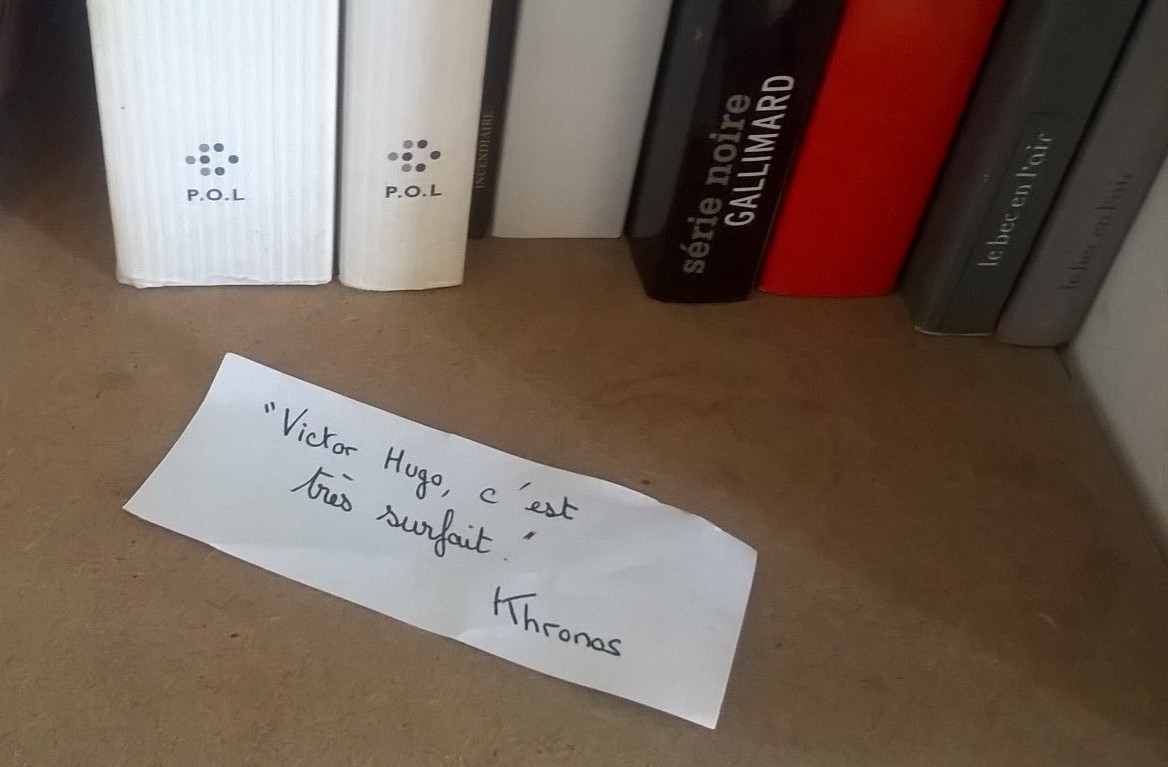 P.O.L
P.O.L
INCENDIAIRE
série noire
GALLIMARD
le bec en l'air
le bec en l'air
"Victor Hugo, c'est
très surfait."
Khronos